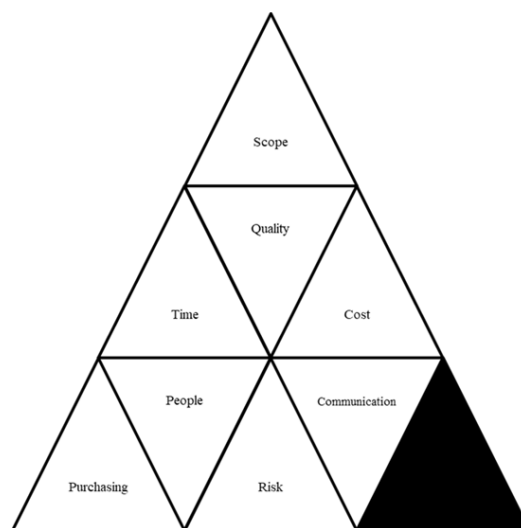 Scope
Quality
Time
Cost
People
Communication
Purchasing
Risk